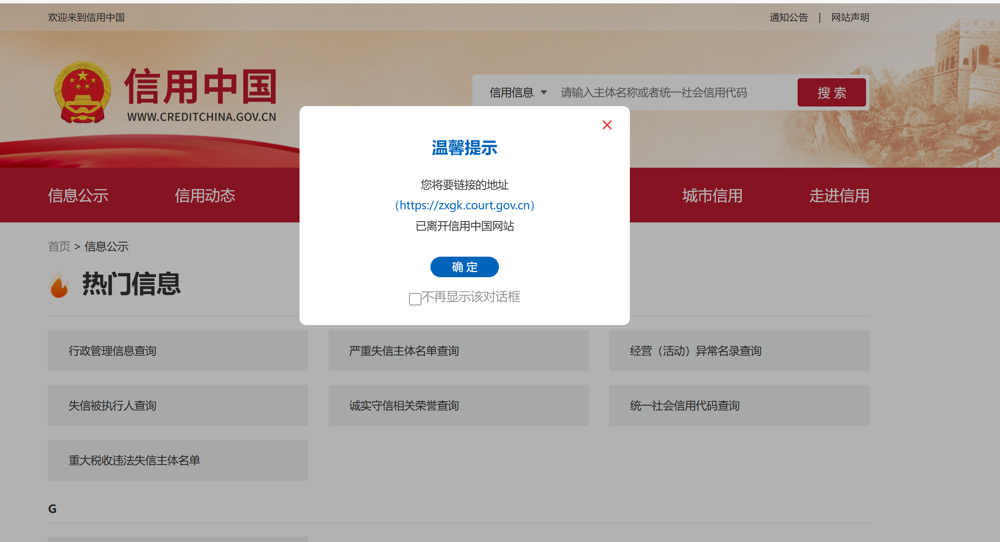 欢迎来到信用中国
通知公告 | 网站声明
信用中国
WWW.CREDITCHINA.GOV.CN
信用信息 请输入主体名称或者统一社会信用代码 搜 索
温馨提示
您将要链接的地址
（https://zxgk.court.gov.cn）
已离开信用中国网站
确 定
不再显示该对话框
信息公示 信用动态 城市信用 走进信用
首页 > 信息公示
热门信息
行政管理信息查询 严重失信主体名单查询 经营（活动）异常名录查询
失信被执行人查询 诚实守信相关荣誉查询 统一社会信用代码查询
重大税收违法失信主体名单
G